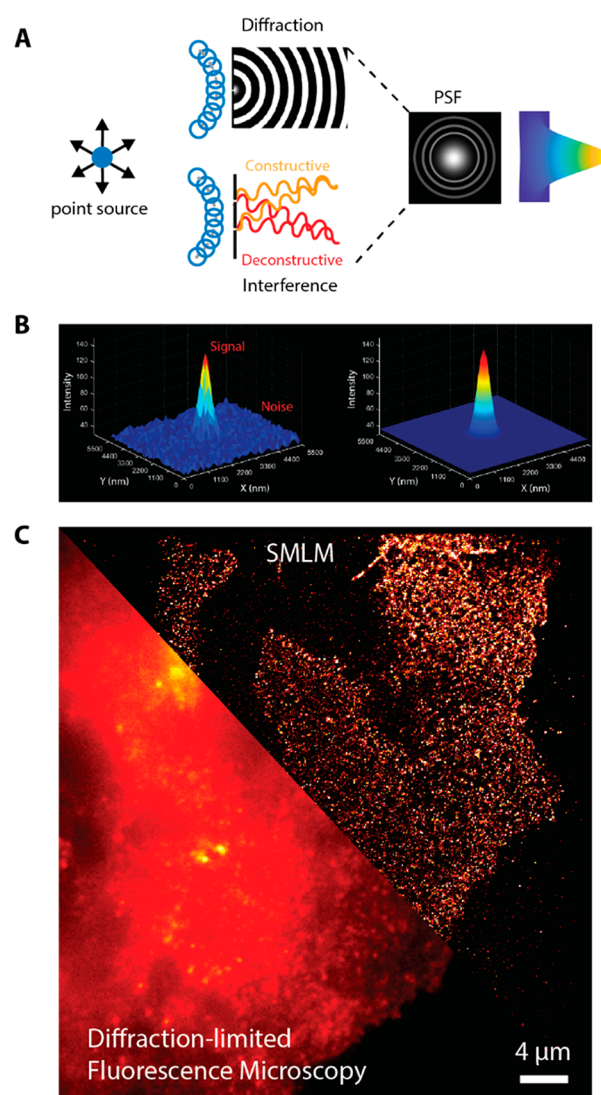 A
Diffraction
PSF
point source
Constructive
Deconstructive
Interference
B
140
120
100
80
60
40
Intensity
Signal
Noise
5500
4400
3300
2200
1100
0
Y (nm)
0
1100
2200
3300
4400
5500
X (nm)
140
120
100
80
60
40
Intensity
5500
4400
3300
2200
1100
0
Y (nm)
0
1100
2200
3300
4400
X (nm)
C
SMLM
Diffraction-limited
Fluorescence Microscopy
4 μm